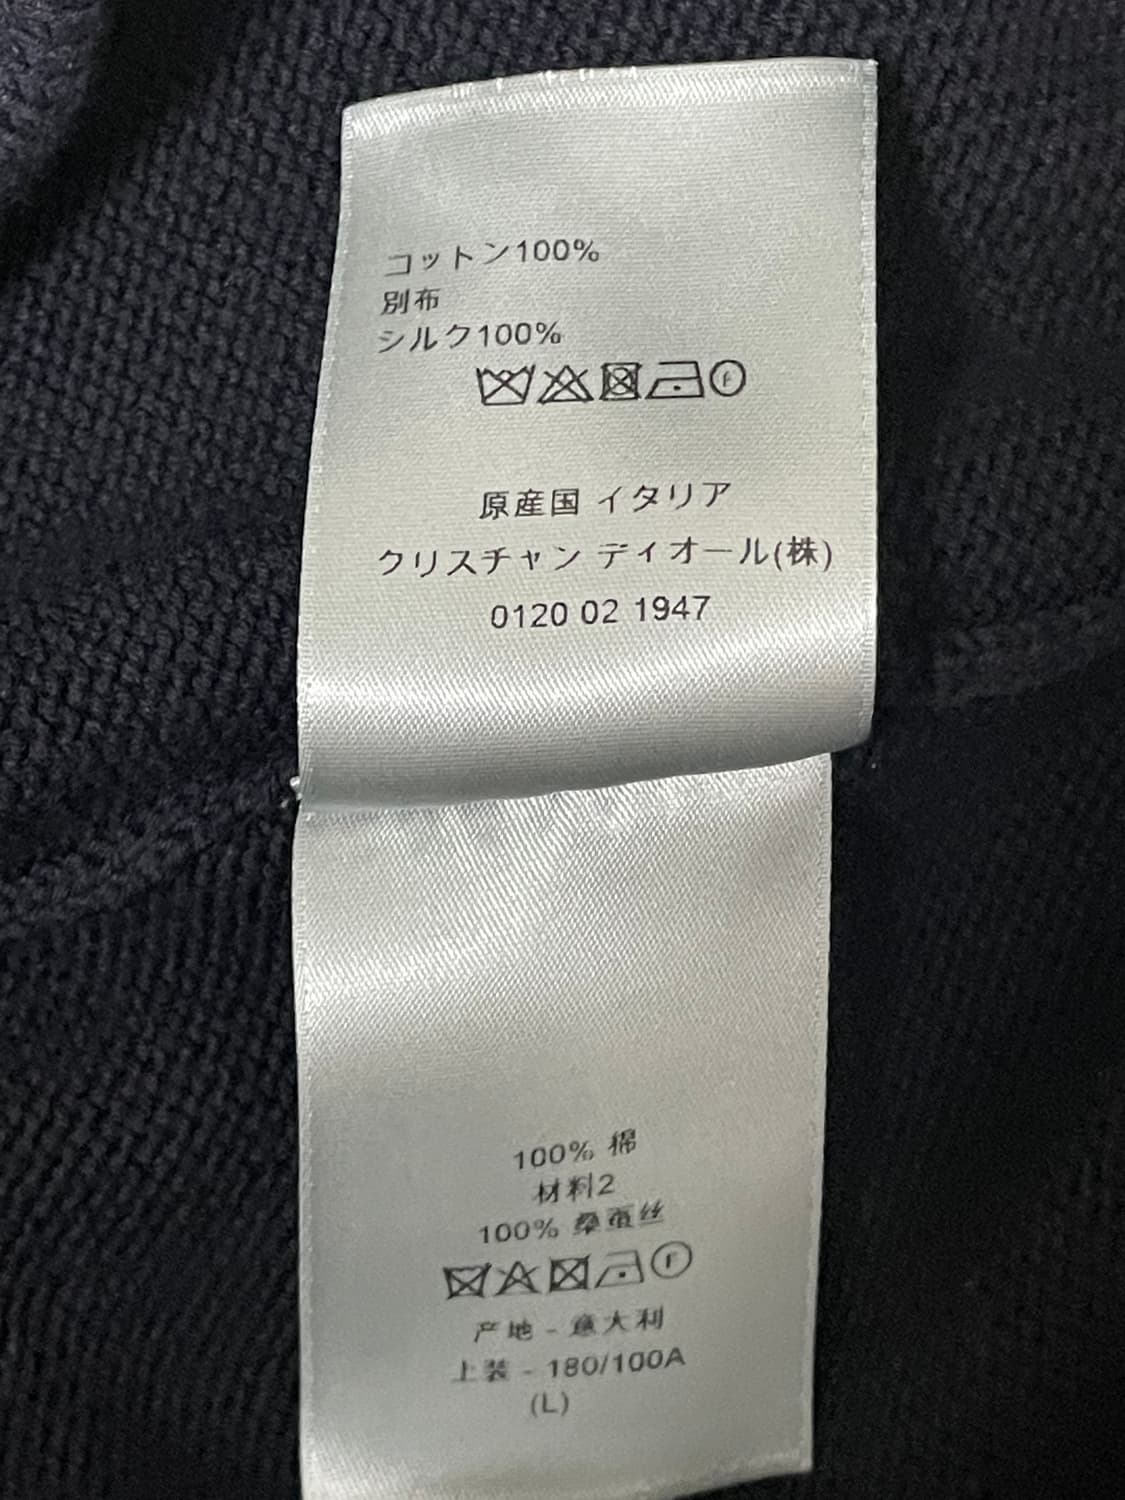 コットン100%
別布
シルク100%
F
原産国 イタリア
クリスチャン ディオール(株)
0120 02 1947
100% 棉
材料2
100% 桑蚕丝
F
产地 - 意大利
上装 - 180/100A
(L)